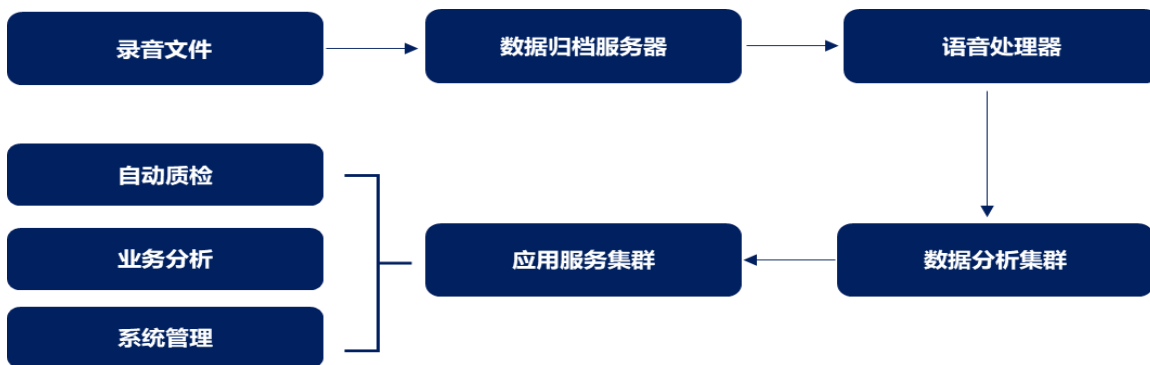 录音文件
数据归档服务器
语音处理器
自动质检
业务分析
应用服务集群
数据分析集群
系统管理